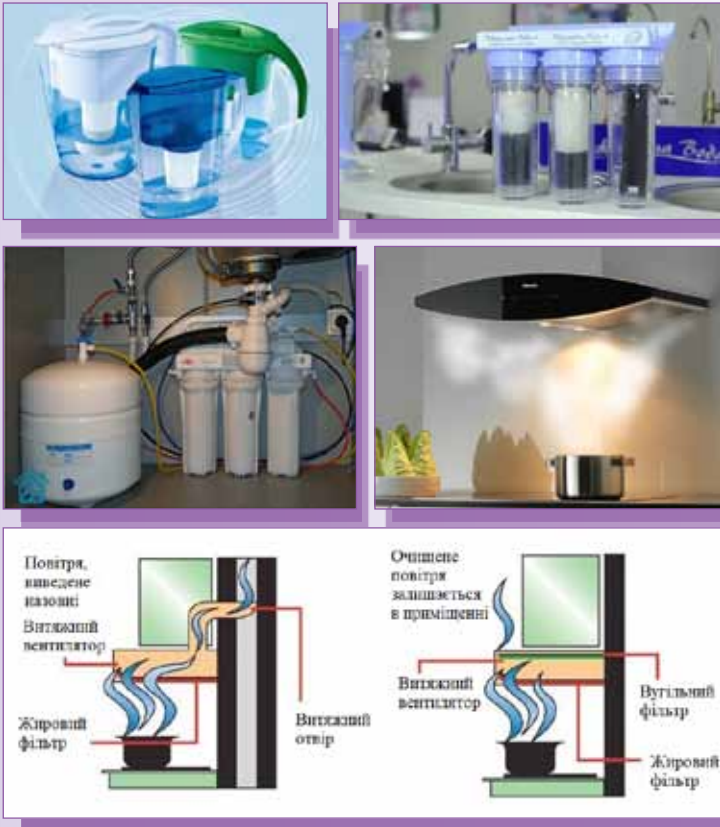 Повітря,
виведене
назовні
Витяжний
вентилятор
Жировий
фільтр
Витяжний
отвір
Очищене
повітря
залишається
в приміщенні
Витяжний
вентилятор
Вугільний
фільтр
Жировий
фільтр